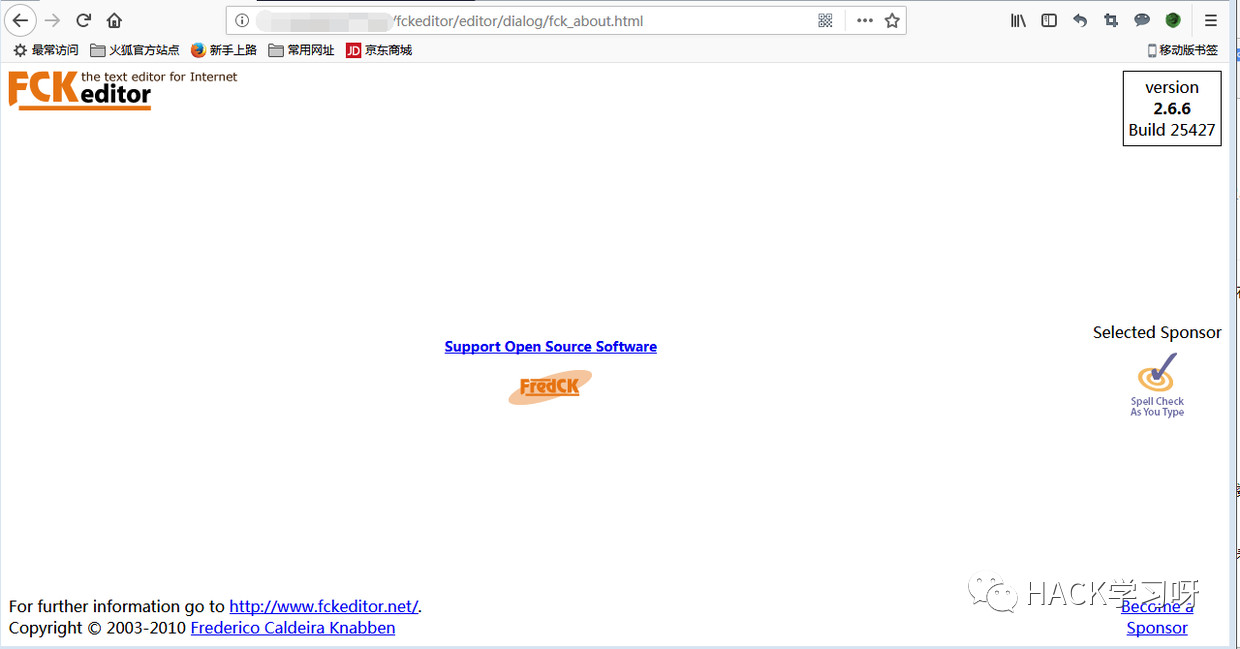 /fckeditor/editor/dialog/fck_about.html
最常访问 火狐官方站点 新手上路 常用网址 JD 京东商城 移动版书签
FCKeditor the text editor for Internet
version
2.6.6
Build 25427
Selected Sponsor
Support Open Source Software
FredCK
Spell Check
As You Type
HACK学习呀
For further information go to http://www.fckeditor.net/.
Become a
Copyright © 2003-2010 Frederico Caldeira Knabben
Sponsor